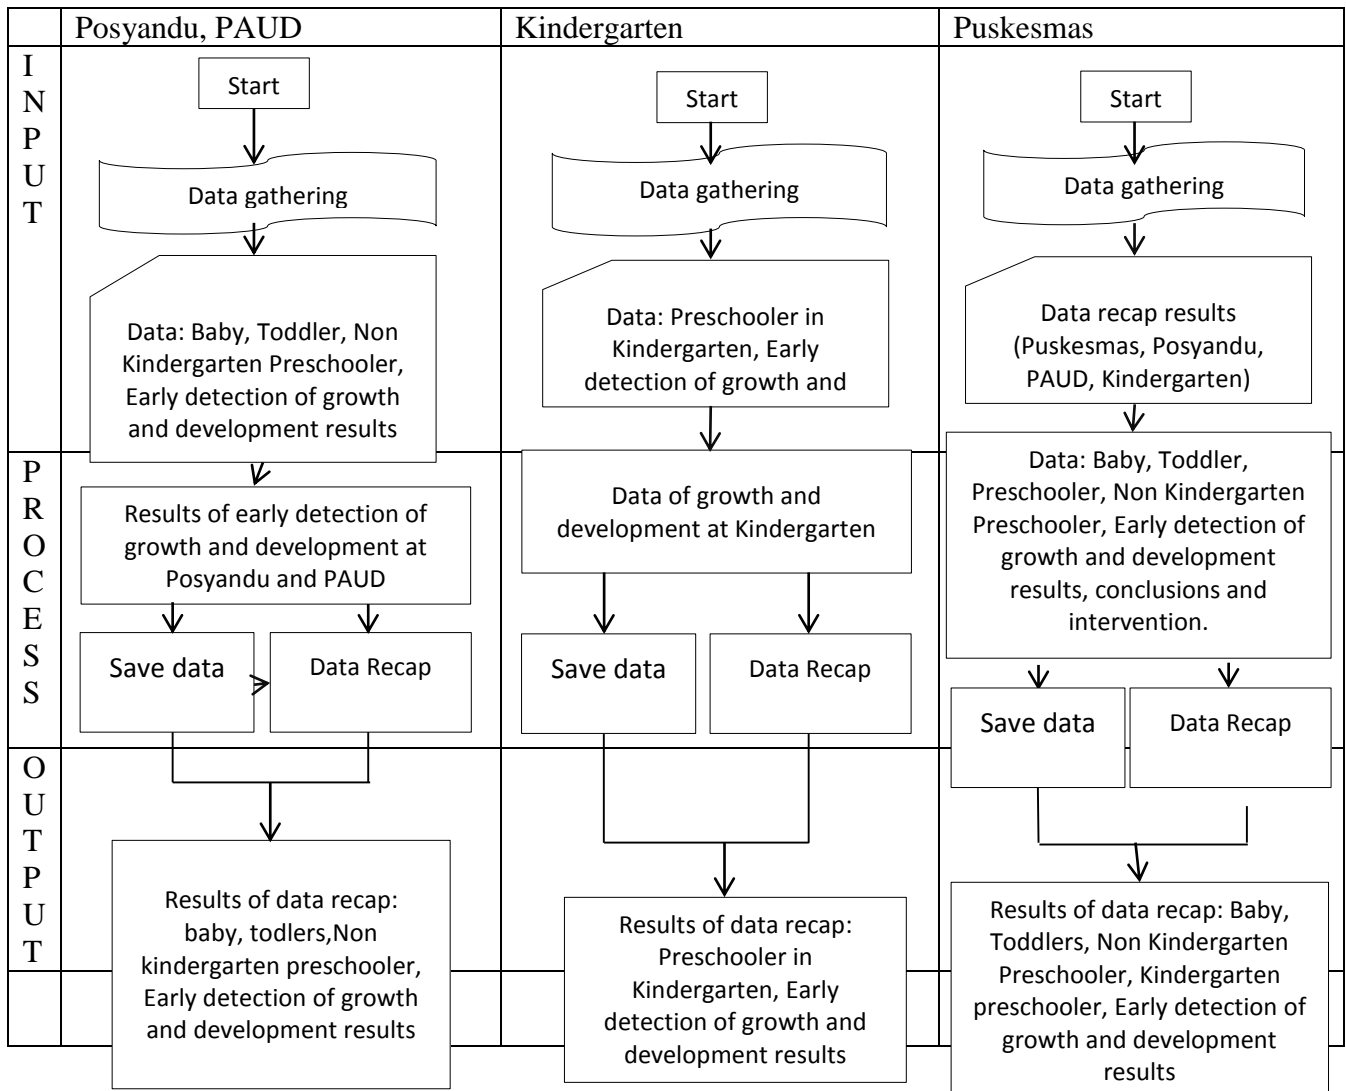 Posyandu, PAUD
Kindergarten
Puskesmas
I
N
P
U
T
Start
Data gathering
Data: Baby, Toddler, Non
Kindergarten Preschooler,
Early detection of growth
and development results
Start
Data gathering
Data: Preschooler in
Kindergarten, Early
detection of growth and
Start
Data gathering
Data recap results
(Puskesmas, Posyandu,
PAUD, Kindergarten)
P
R
O
C
E
S
S
Results of early detection of
growth and development at
Posyandu and PAUD
Save data
Data Recap
Data of growth and
development at Kindergarten
Save data
Data Recap
Data: Baby, Toddler,
Preschooler, Non Kindergarten
Preschooler, Early detection of
growth and development
results, conclusions and
intervention.
Save data
Data Recap
O
U
T
P
U
T
Results of data recap:
baby, todlers,Non
kindergarten preschooler,
Early detection of growth
and development results
Results of data recap:
Preschooler in
Kindergarten, Early
detection of growth and
development results
Results of data recap: Baby,
Toddlers, Non Kindergarten
Preschooler, Kindergarten
preschooler, Early detection of
growth and development
results